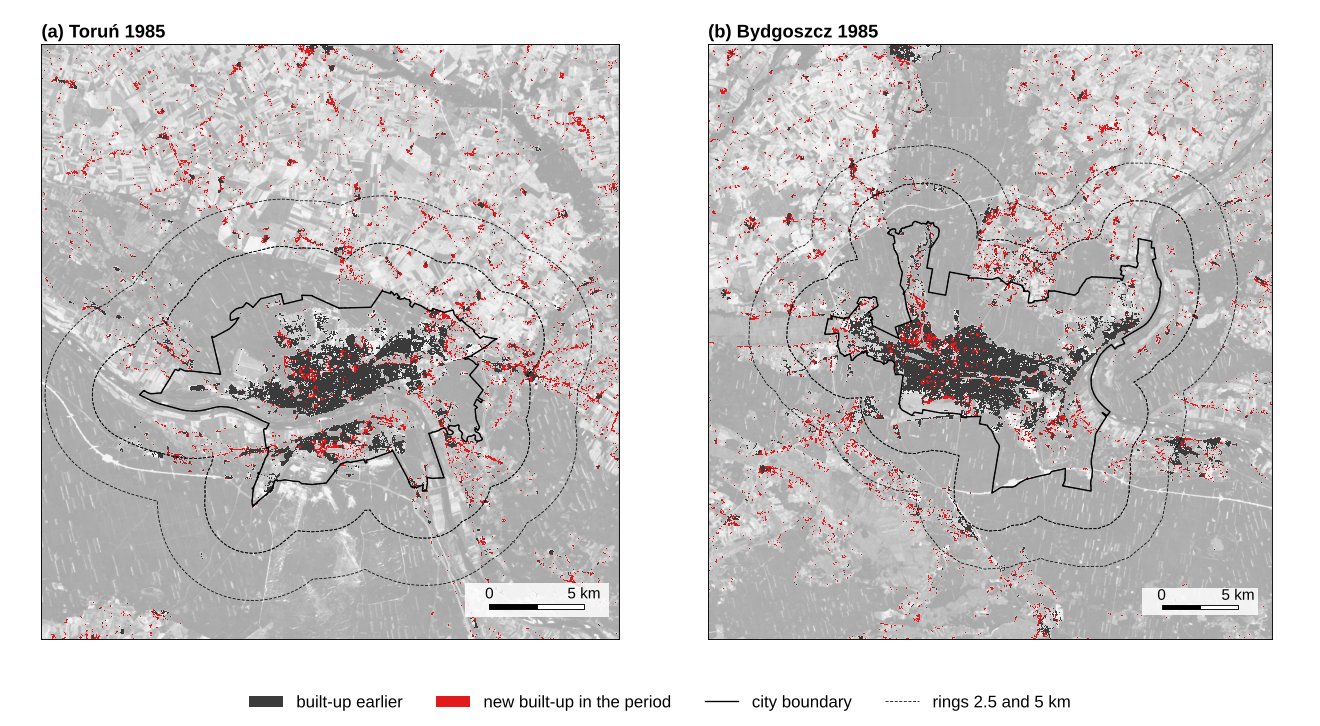 (a) Toruń 1985
(b) Bydgoszcz 1985
0 5 km
0 5 km
built-up earlier
new built-up in the period
city boundary
rings 2.5 and 5 km